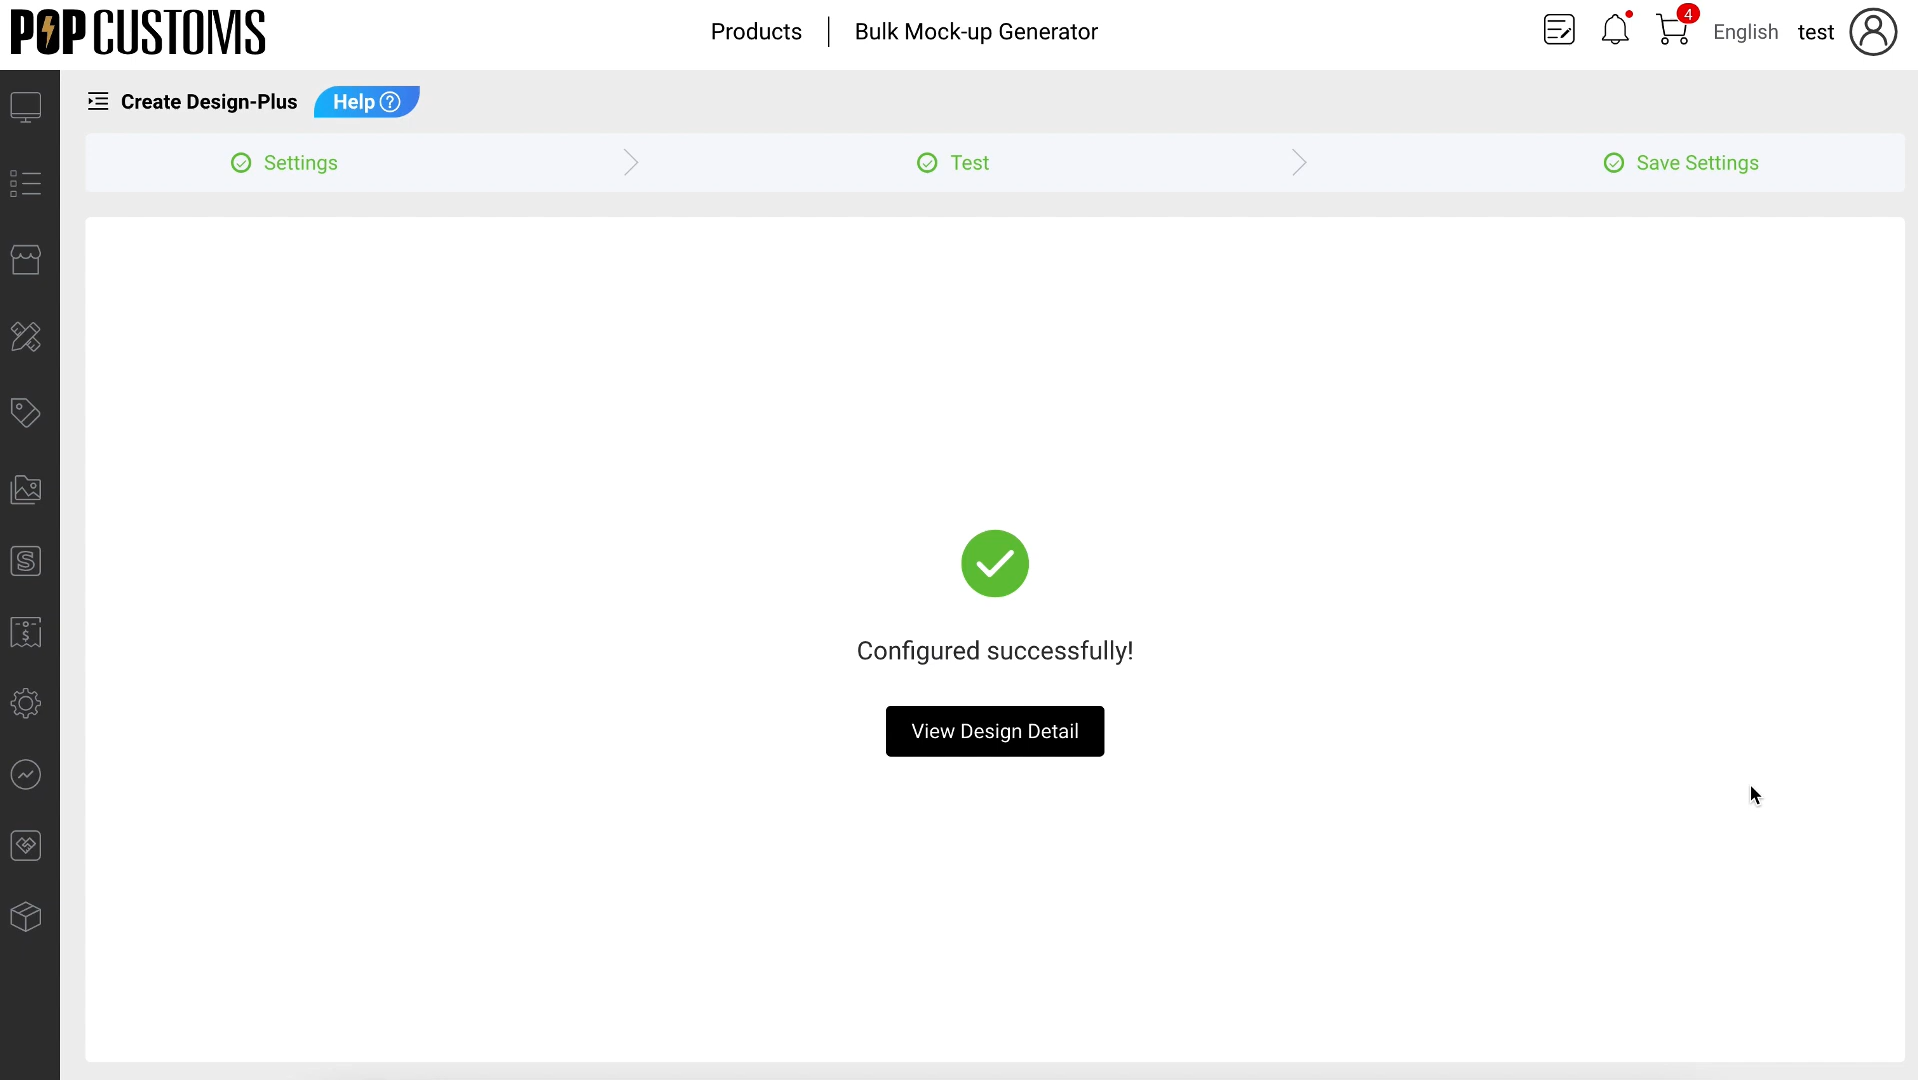 POP CUSTOMS
Products
Bulk Mock-up Generator
4
English
test
Create Design-Plus
Help
Settings
Test
Save Settings
Configured successfully!
View Design Detail